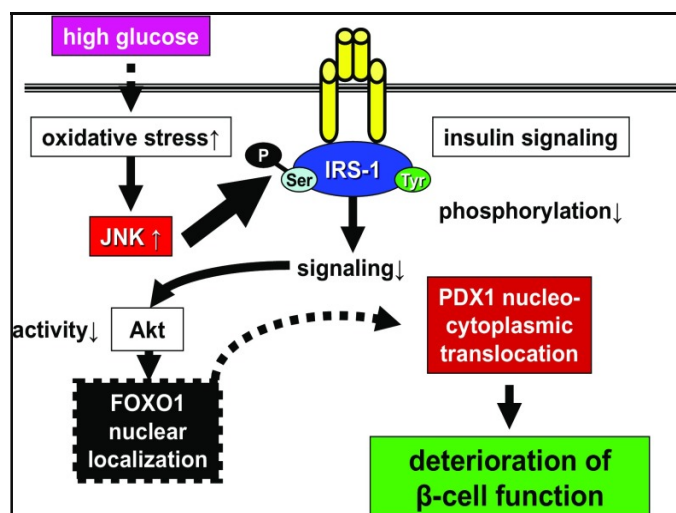 high glucose
oxidative stress↑
insulin signaling
P
Ser
IRS-1
Tyr
phosphorylation↓
JNK ↑
signaling↓
activity↓
Akt
PDX1 nucleo-
cytoplasmic
translocation
FOXO1
nuclear
localization
deterioration of
β-cell function